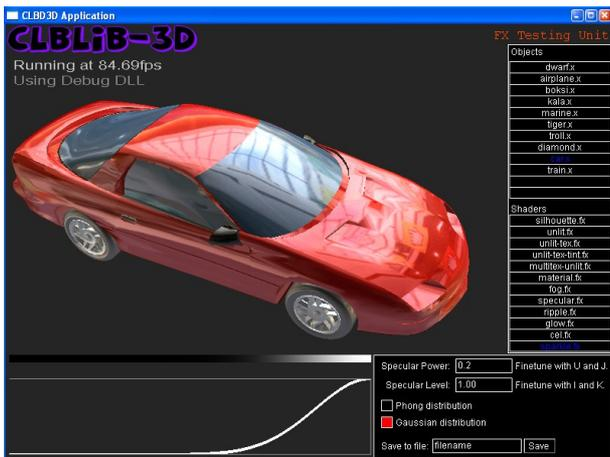 CLBD3D Application
CLBLiB-3D
FX Testing Unit
Running at 84.69fps
Using Debug DLL
Objects
dwarf.x
airplane.x
boksi.x
kala.x
marine.x
tiger.x
troll.x
diamond.x
car.x
train.x
Shaders
silhouette.fx
unlit.fx
unlit-tex.fx
unlit-tex-tint.fx
multitex-unlit.fx
material.fx
fog.fx
specular.fx
ripple.fx
glow.fx
cel.fx
Specular Power: 0.2 Finetune with U and J.
Specular Level: 1.00 Finetune with I and K.
Phong distribution
Gaussian distribution
Save to file: filename Save